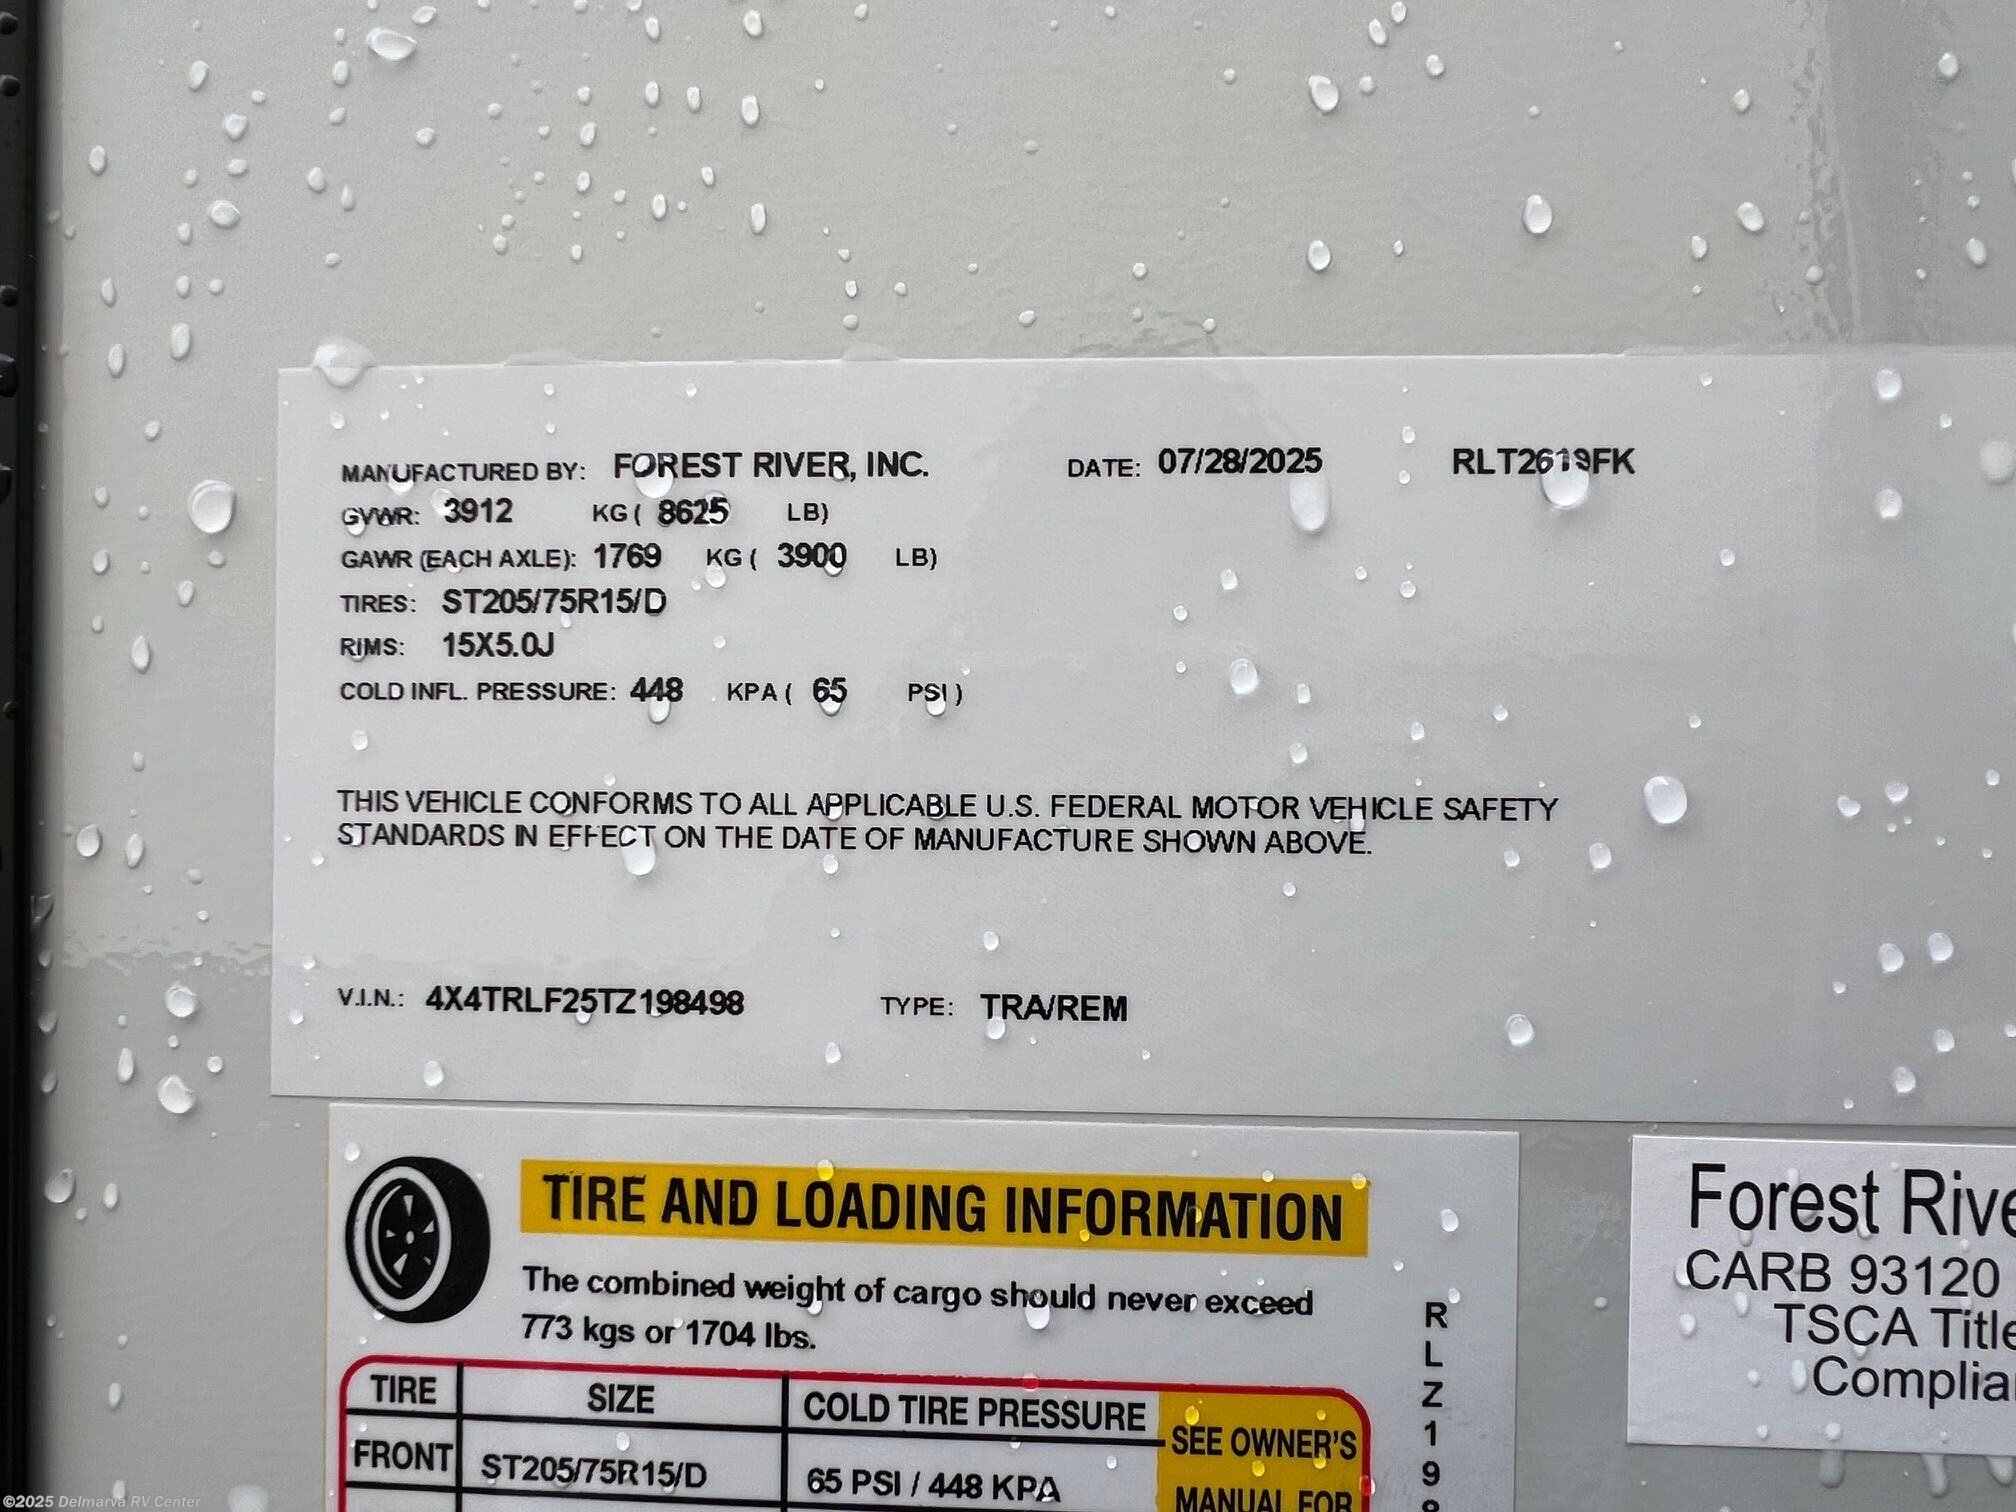 MANUFACTURED BY: FOREST RIVER, INC. DATE: 07/28/2025 RLT2619FK
GVWR: 3912 KG ( 8625 LB)
GAWR (EACH AXLE): 1769 KG ( 3900 LB)
TIRES: ST205/75R15/D
RIMS: 15X5.0J
COLD INFL. PRESSURE: 448 KPA ( 65 PSI )
THIS VEHICLE CONFORMS TO ALL APPLICABLE U.S. FEDERAL MOTOR VEHICLE SAFETY
STANDARDS IN EFFECT ON THE DATE OF MANUFACTURE SHOWN ABOVE.
V.I.N.: 4X4TRLF25TZ198498 TYPE: TRA/REM
TIRE AND LOADING INFORMATION
The combined weight of cargo should never exceed
773 kgs or 1704 lbs.
TIRE SIZE COLD TIRE PRESSURE
SEE OWNER'S
FRONT ST205/75R15/D 65 PSI / 448 KPA
MANUAL FOR
RLZ19
Forest Rive
CARB 93120
TSCA Title
Complia
©2025 Delmarva RV Center